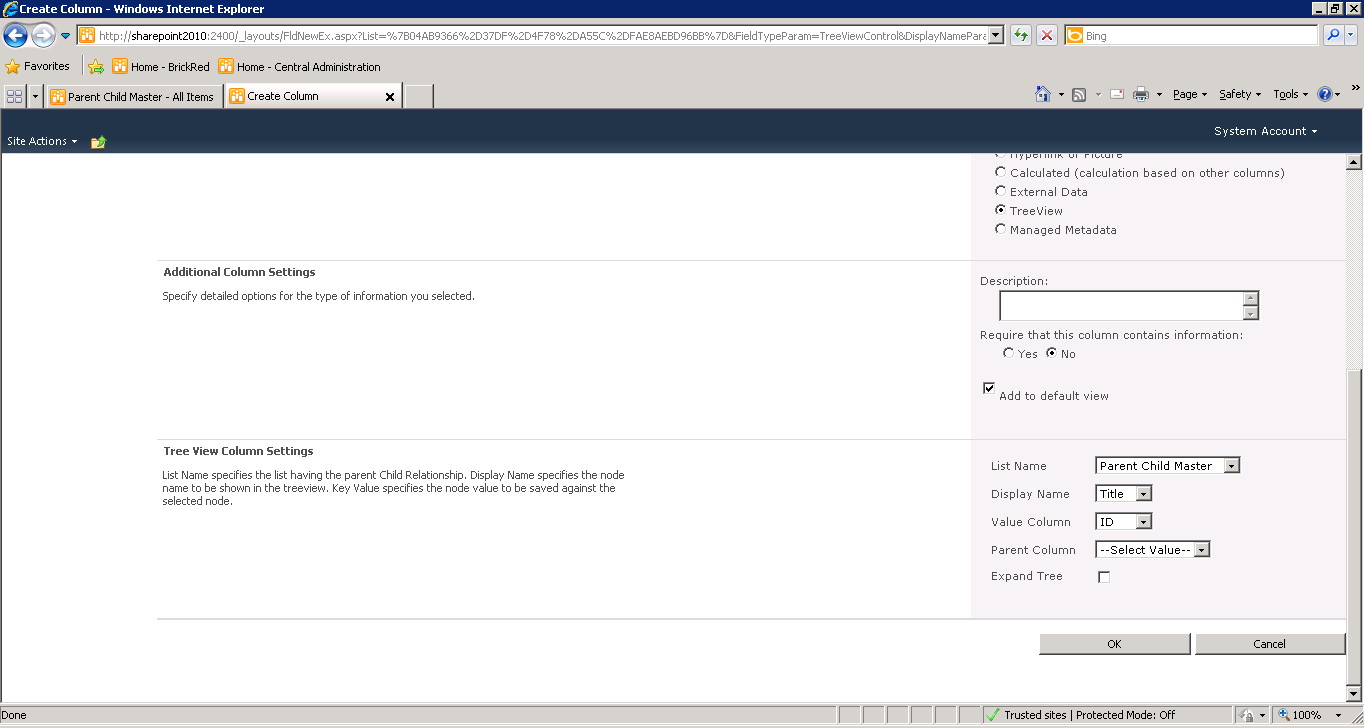 Create Column - Windows Internet Explorer
http://sharepoint2010:2400/_layouts/FldNewEx.aspx?List=%7B04AB9366%2D37DF%2D4F78%2DA55C%2DFAE8AEBD96BB%7D&FieldTypeParam=TreeViewControl&DisplayNamePara
Bing
Favorites
Home - BrickRed
Home - Central Administration
Parent Child Master - All Items
Create Column
Page
Safety
Tools
System Account
Site Actions
Hyperlink or Picture
Calculated (calculation based on other columns)
External Data
TreeView
Managed Metadata
Additional Column Settings
Specify detailed options for the type of information you selected.
Description:
Require that this column contains information:
Yes No
Add to default view
Tree View Column Settings
List Name specifies the list having the parent Child Relationship. Display Name specifies the node
name to be shown in the treeview. Key Value specifies the node value to be saved against the
selected node.
List Name Parent Child Master
Display Name Title
Value Column ID
Parent Column --Select Value--
Expand Tree
OK Cancel
Done
Trusted sites | Protected Mode: Off
100%